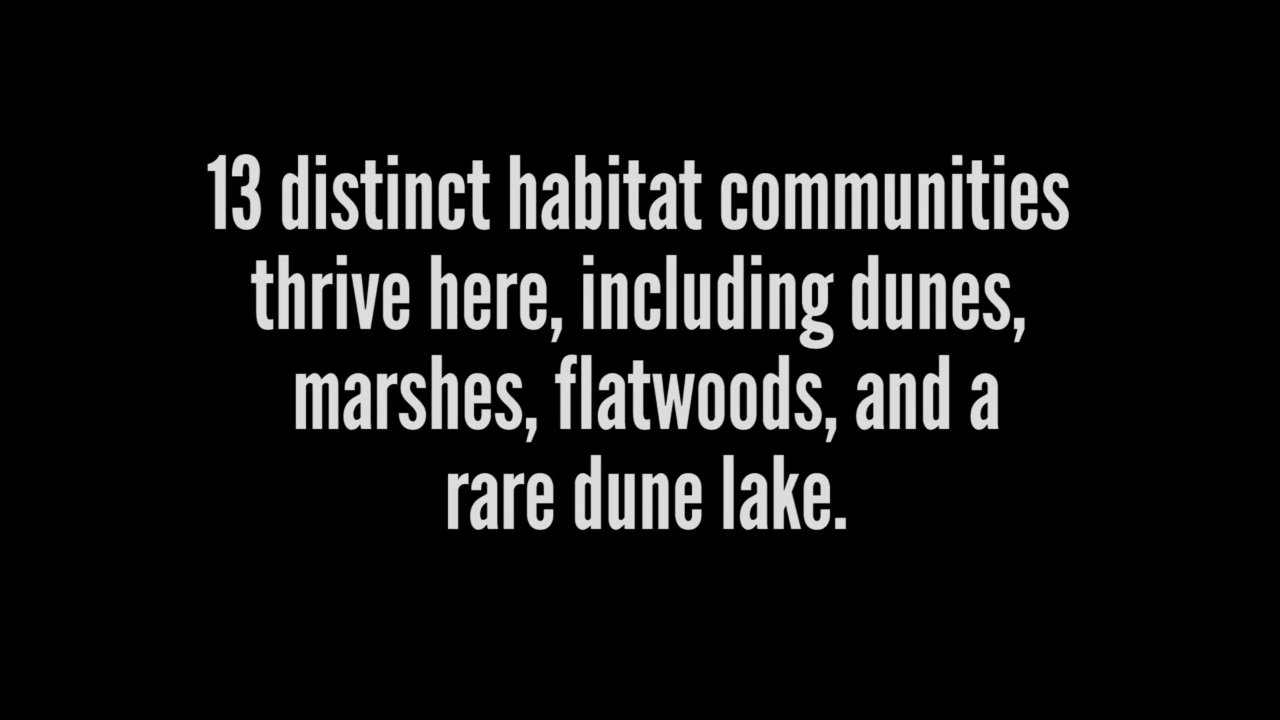 13 distinct habitat communities
thrive here, including dunes,
marshes, flatwoods, and a
rare dune lake.